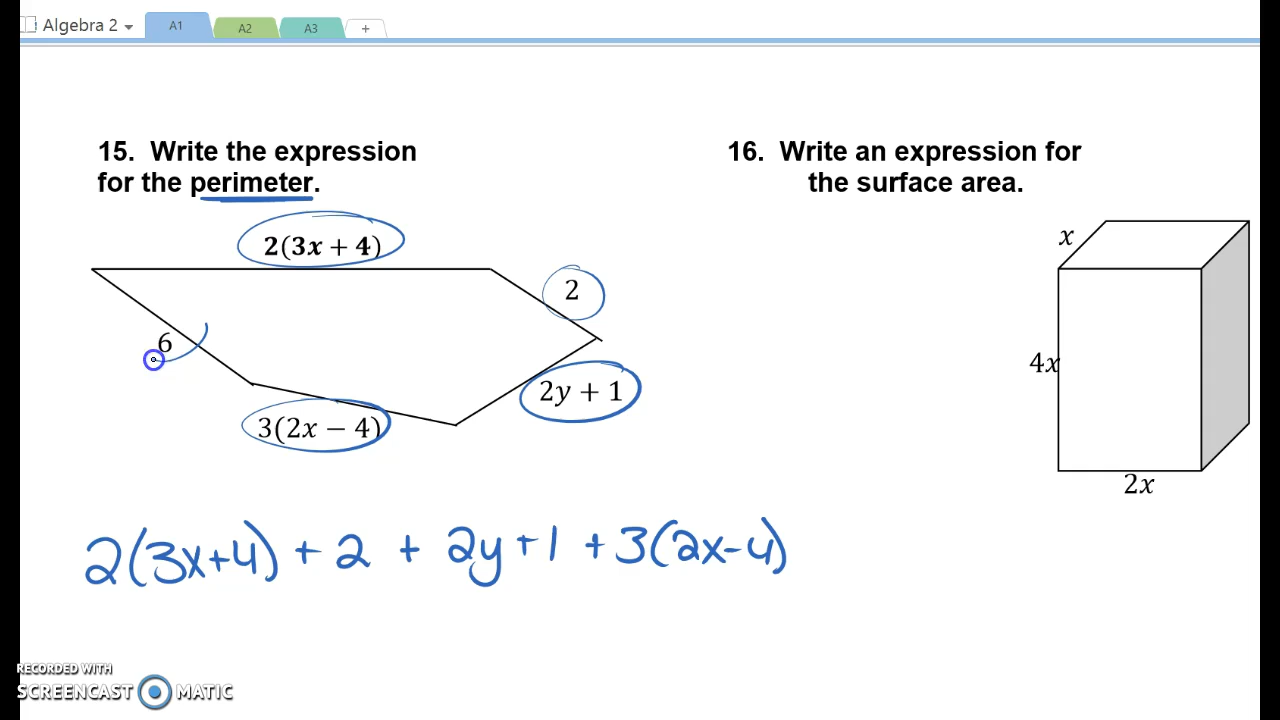 Algebra 2
A1
A2
A3
+
15. Write the expression
for the perimeter.
2(3x + 4)
2
6
2y + 1
3(2x − 4)
2(3x+4) + 2 + 2y+1 +3(2x-4)
16. Write an expression for
the surface area.
x
4x
2x
RECORDED WITH
SCREENCAST MATIC